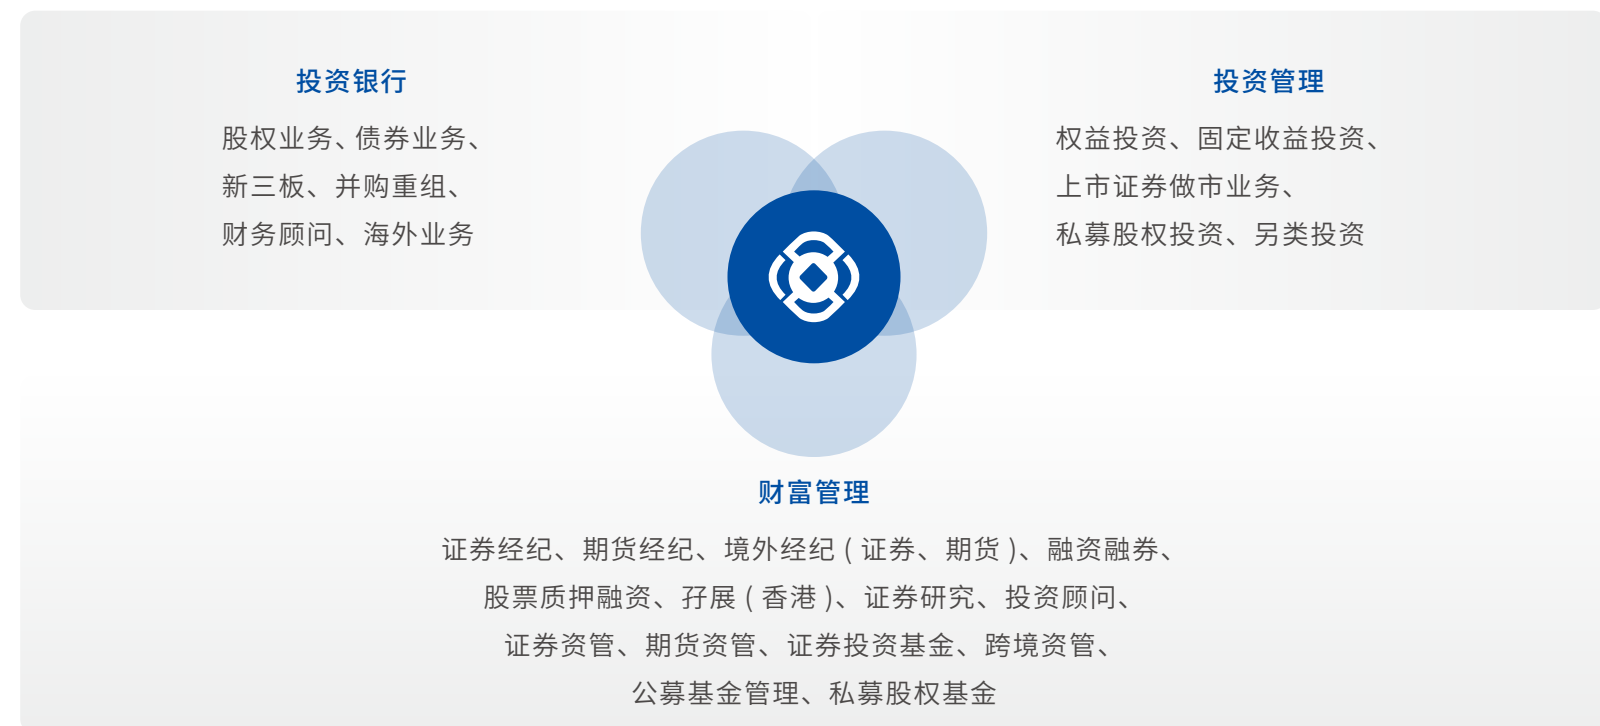 投资银行
股权业务、债券业务、
新三板、并购重组、
财务顾问、海外业务
投资管理
权益投资、固定收益投资、
上市证券做市业务、
私募股权投资、另类投资
财富管理
证券经纪、期货经纪、境外经纪 ( 证券、期货 )、融资融券、
股票质押融资、孖展 ( 香港 )、证券研究、投资顾问、
证券资管、期货资管、证券投资基金、跨境资管、
公募基金管理、私募股权基金